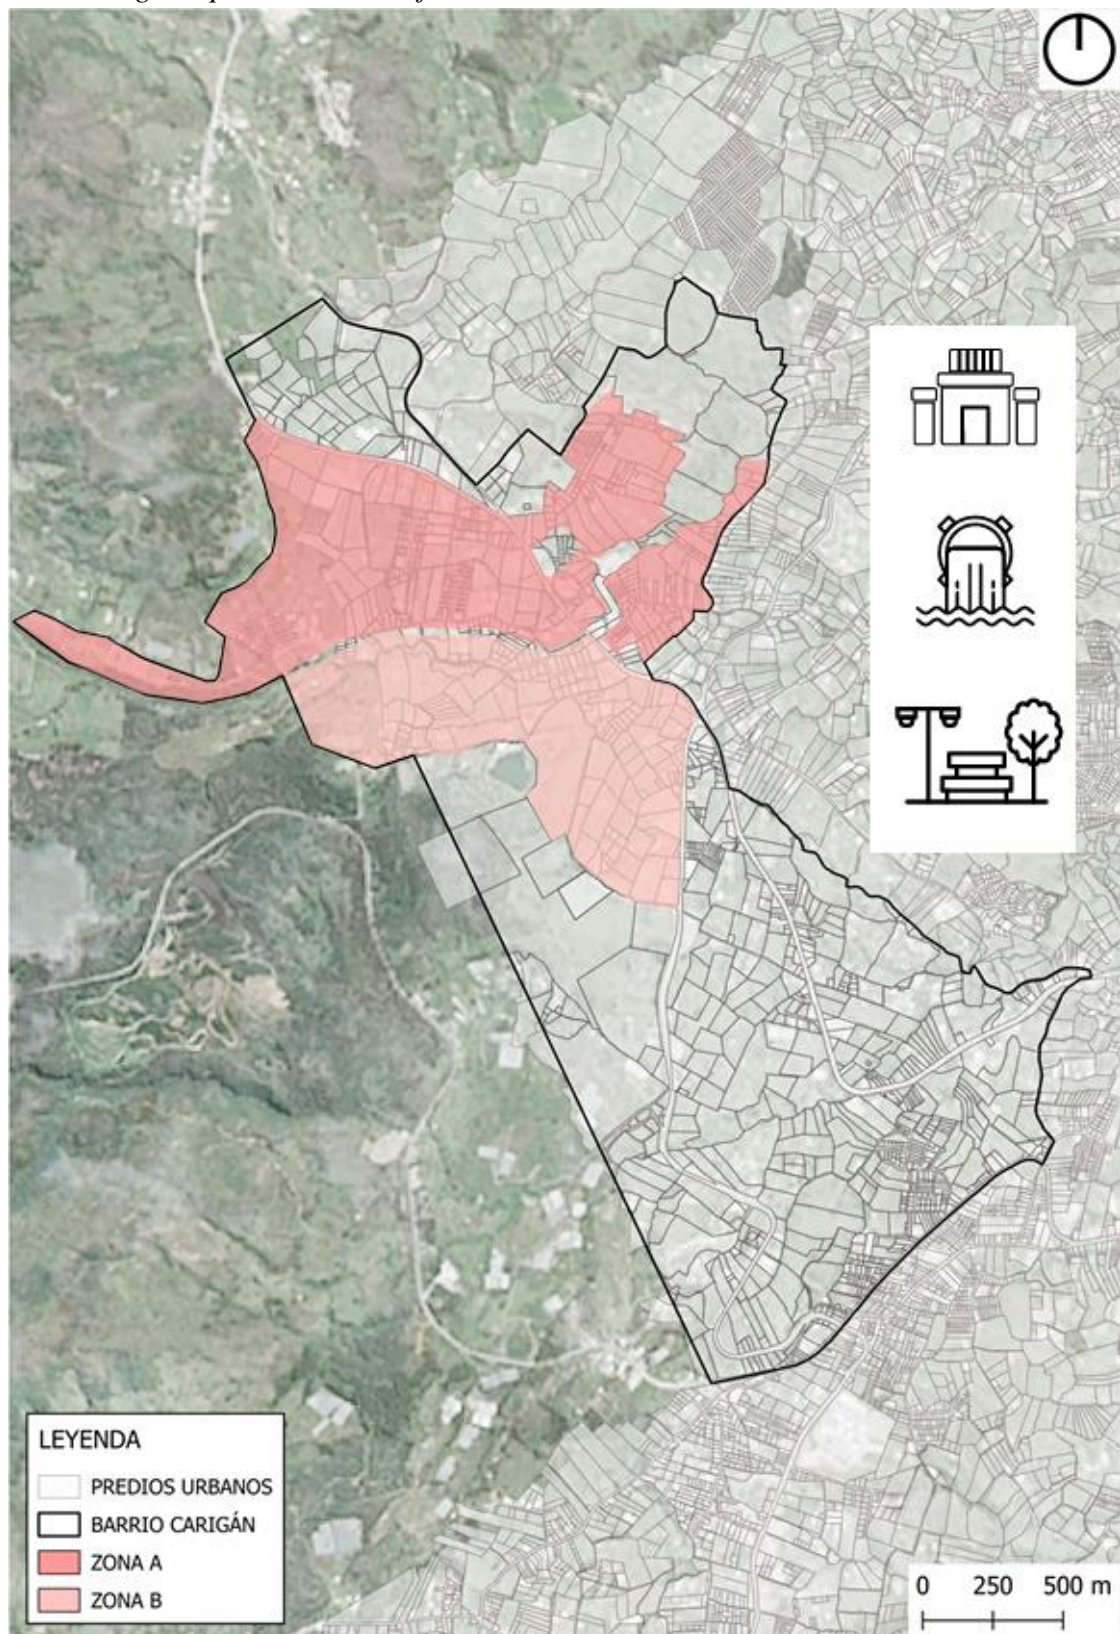 LEYENDA
PREDIOS URBANOS
BARRIO CARIGÁN
ZONA A
ZONA B
0 250 500 m